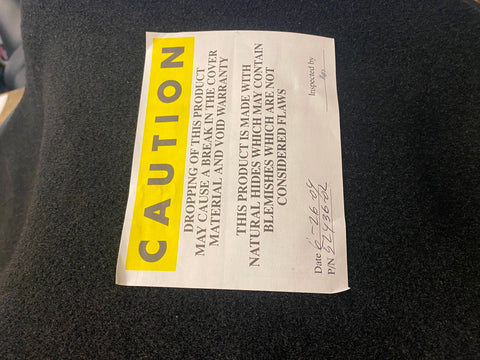 CAUTION
DROPPING OF THIS PRODUCT
MAY CAUSE A BREAK IN THE COVER
MATERIAL AND VOID WARRANTY
THIS PRODUCT IS MADE WITH
NATURAL HIDES WHICH MAY CONTAIN
BLEMISHES WHICH ARE NOT
CONSIDERED FLAWS
Date
P/N
Inspected by